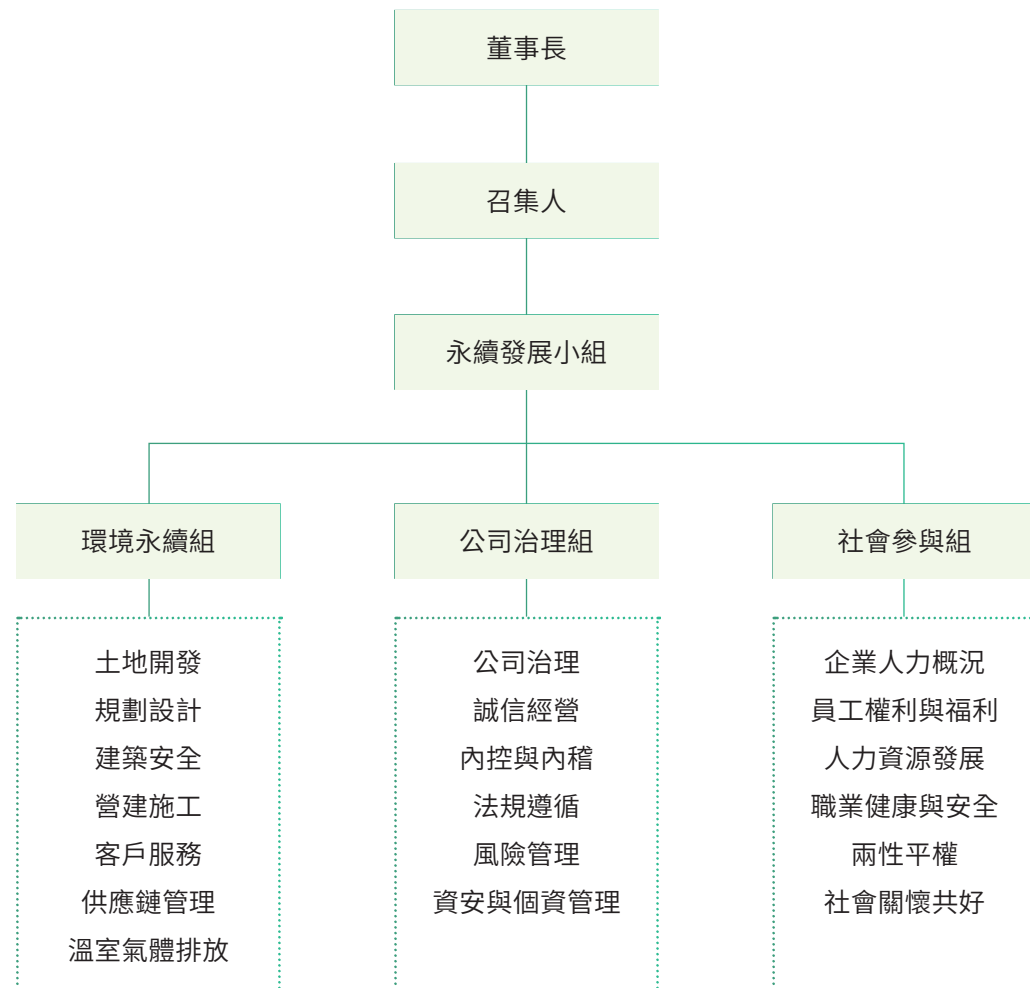 董事長
召集人
永續發展小組
環境永續組
公司治理組
社會參與組
土地開發
規劃設計
建築安全
營建施工
客戶服務
供應鏈管理
溫室氣體排放
公司治理
誠信經營
內控與內稽
法規遵循
風險管理
資安與個資管理
企業人力概況
員工權利與福利
人力資源發展
職業健康與安全
兩性平權
社會關懷共好